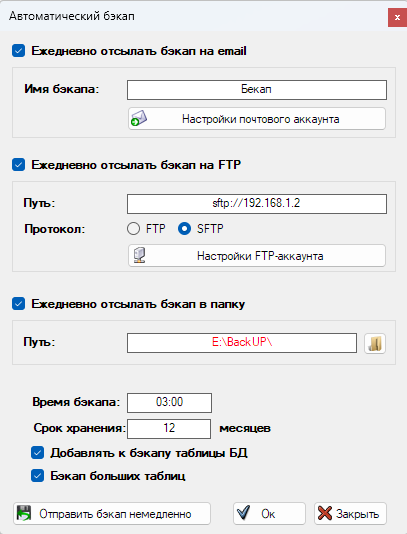 Автоматический бэкап
Ежедневно отсылать бэкап на email
Имя бэкапа: Бекап
Настройки почтового аккаунта
Ежедневно отсылать бэкап на FTP
Путь: sftp://192.168.1.2
Протокол: FTP SFTP
Настройки FTP-аккаунта
Ежедневно отсылать бэкап в папку
Путь: E:\BackUP\
Время бэкапа: 03:00
Срок хранения: 12 месяцев
Добавлять к бэкапу таблицы БД
Бэкап больших таблиц
Отправить бэкап немедленно Ок Закрыть